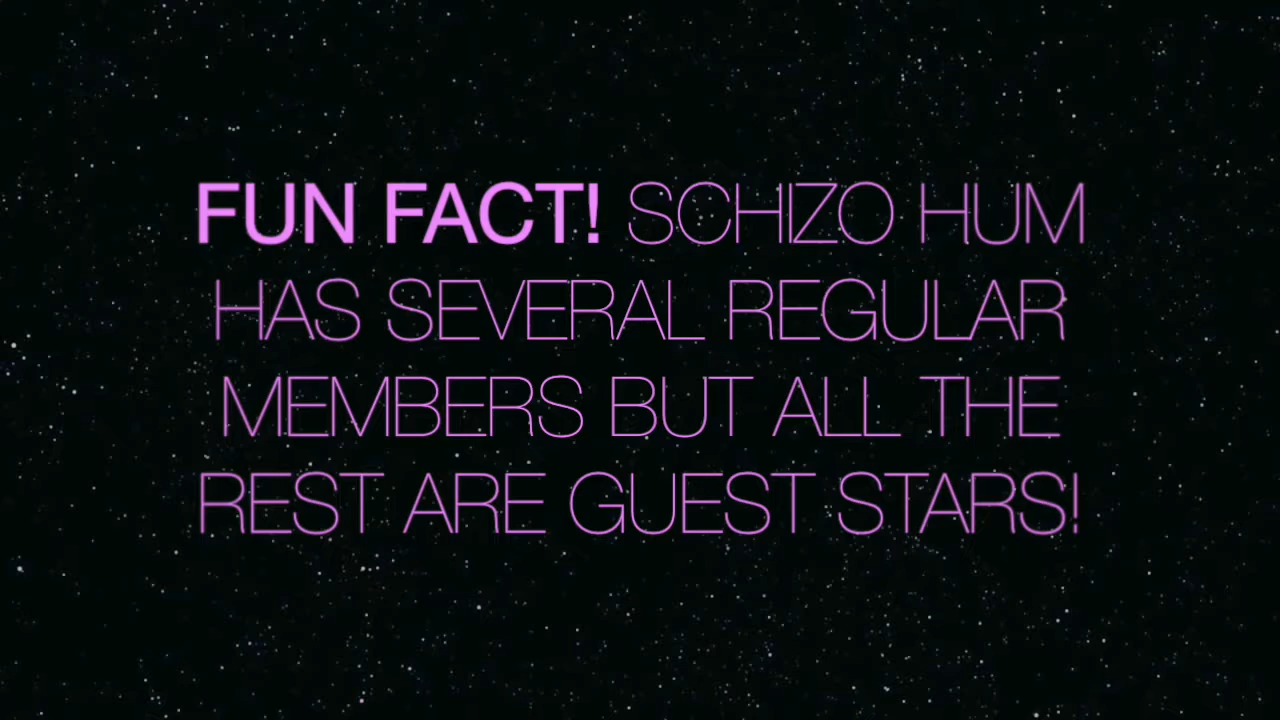 FUN FACT! SCHIZO HUM
HAS SEVERAL REGULAR
MEMBERS BUT ALL THE
REST ARE GUEST STARS!